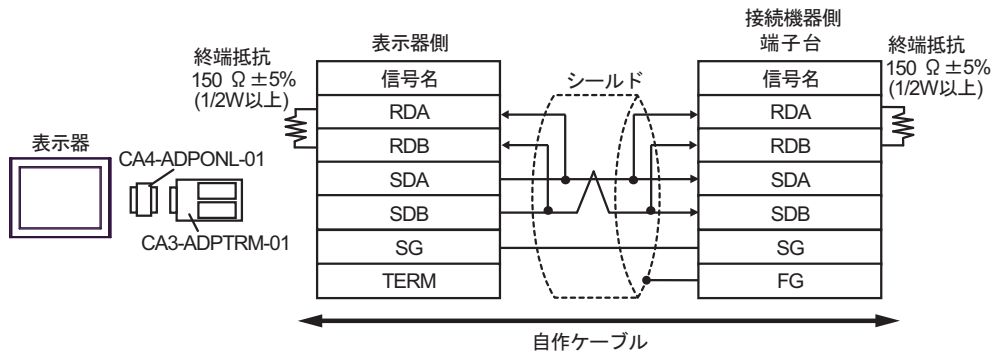 表示器
CA4-ADPONL-01
CA3-ADPTRM-01
終端抵抗
150 Ω ±5%
(1/2W以上)
表示器側
信号名
RDA
RDB
SDA
SDB
SG
TERM
シールド
接続機器側
端子台
信号名
RDA
RDB
SDA
SDB
SG
FG
終端抵抗
150 Ω ±5%
(1/2W以上)
自作ケーブル